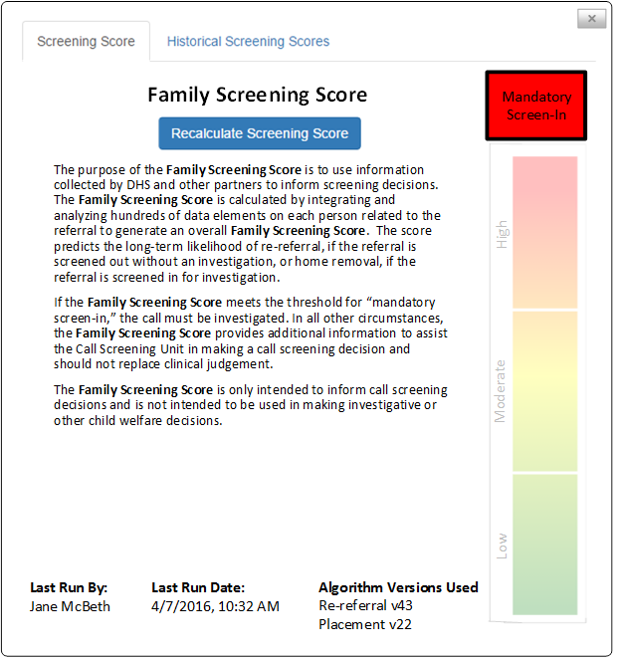 ×
Screening Score
Historical Screening Scores
Family Screening Score
Mandatory
Screen-In
Recalculate Screening Score
The purpose of the Family Screening Score is to use information
collected by DHS and other partners to inform screening decisions.
The Family Screening Score is calculated by integrating and
analyzing hundreds of data elements on each person related to the
referral to generate an overall Family Screening Score. The score
predicts the long-term likelihood of re-referral, if the referral is
screened out without an investigation, or home removal, if the
referral is screened in for investigation.
If the Family Screening Score meets the threshold for “mandatory
screen-in,” the call must be investigated. In all other circumstances,
the Family Screening Score provides additional information to assist
the Call Screening Unit in making a call screening decision and
should not replace clinical judgement.
The Family Screening Score is only intended to inform call screening
decisions and is not intended to be used in making investigative or
other child welfare decisions.
High
Moderate
Low
Last Run By:
Jane McBeth
Last Run Date:
4/7/2016, 10:32 AM
Algorithm Versions Used
Re-referral v43
Placement v22